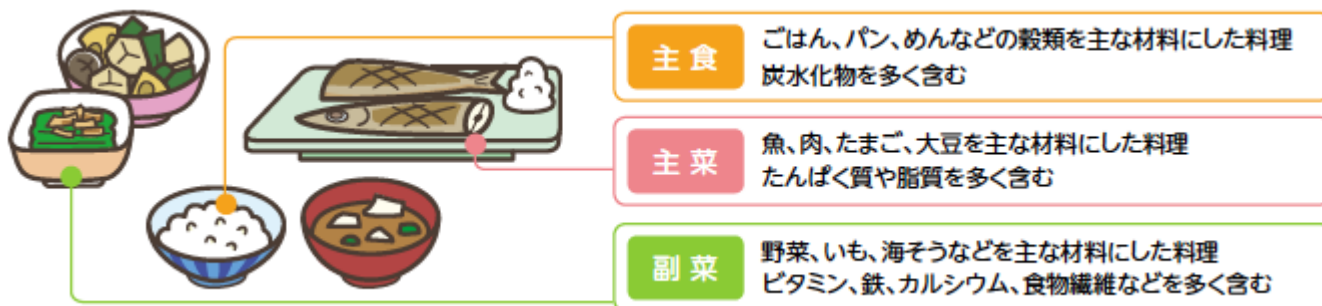 主食
ごはん、パン、めんなどの穀類を主な材料にした料理
炭水化物を多く含む
主菜
魚、肉、たまご、大豆を主な材料にした料理
たんぱく質や脂質を多く含む
副菜
野菜、いも、海そうなどを主な材料にした料理
ビタミン、鉄、カルシウム、食物繊維などを多く含む